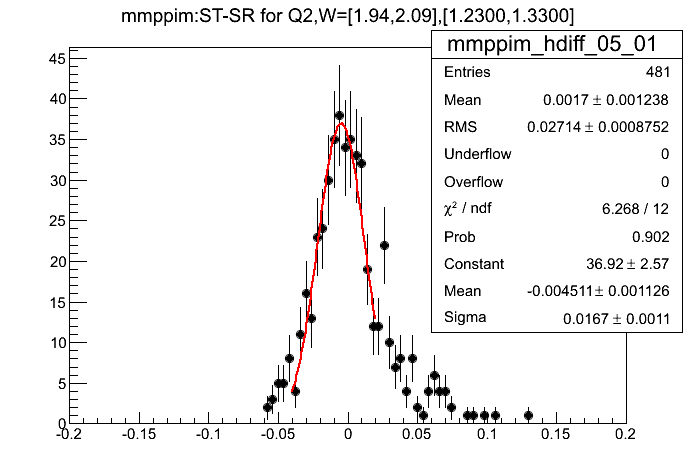 mmppim:ST-SR for Q2,W=[1.94,2.09],[1.2300,1.3300]
mmppim_hdiff_05_01
Entries 481
Mean 0.0017 ± 0.001238
RMS 0.02714 ± 0.0008752
Underflow 0
Overflow 0
χ² / ndf 6.268 / 12
Prob 0.902
Constant 36.92 ± 2.57
Mean -0.004511 ± 0.001126
Sigma 0.0167 ± 0.0011
45
40
35
30
25
20
15
10
5
0
-0.2 -0.15 -0.1 -0.05 0 0.05 0.1 0.15 0.2